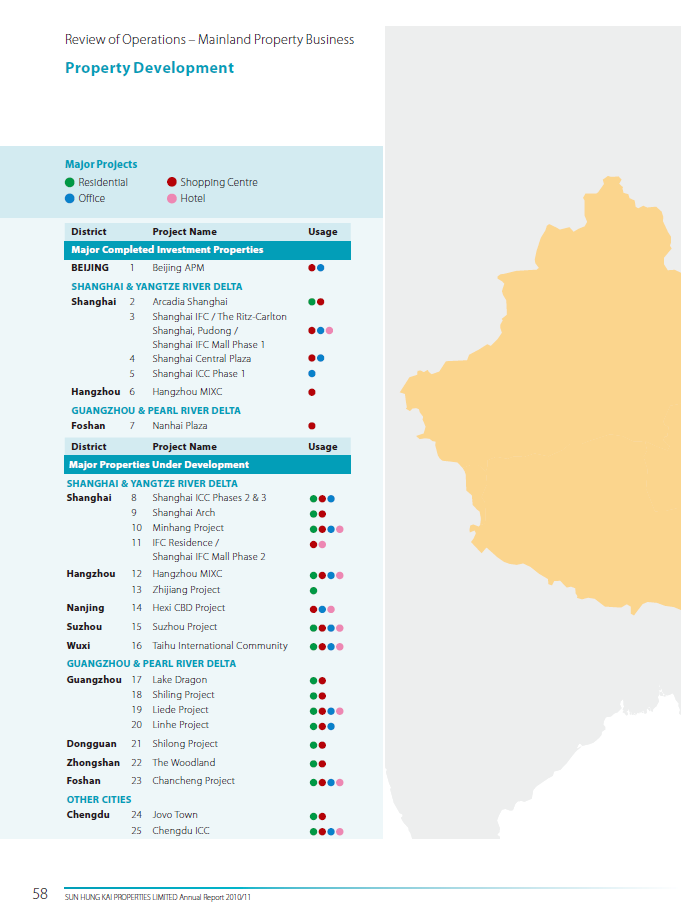 Review of Operations – Mainland Property Business
Property Development
Major Projects
Residential Shopping Centre
Office Hotel
District Project Name Usage
Major Completed Investment Properties
BEIJING 1 Beijing APM
SHANGHAI & YANGTZE RIVER DELTA
Shanghai 2 Arcadia Shanghai
3 Shanghai IFC / The Ritz-Carlton
Shanghai, Pudong /
Shanghai IFC Mall Phase 1
4 Shanghai Central Plaza
5 Shanghai ICC Phase 1
Hangzhou 6 Hangzhou MIXC
GUANGZHOU & PEARL RIVER DELTA
Foshan 7 Nanhai Plaza
District Project Name Usage
Major Properties Under Development
SHANGHAI & YANGTZE RIVER DELTA
Shanghai 8 Shanghai ICC Phases 2 & 3
9 Shanghai Arch
10 Minhang Project
11 IFC Residence /
Shanghai IFC Mall Phase 2
Hangzhou 12 Hangzhou MIXC
13 Zhijiang Project
Nanjing 14 Hexi CBD Project
Suzhou 15 Suzhou Project
Wuxi 16 Taihu International Community
GUANGZHOU & PEARL RIVER DELTA
Guangzhou 17 Lake Dragon
18 Shiling Project
19 Liede Project
20 Linhe Project
Dongguan 21 Shilong Project
Zhongshan 22 The Woodland
Foshan 23 Chancheng Project
OTHER CITIES
Chengdu 24 Jovo Town
25 Chengdu ICC
58 SUN HUNG KAI PROPERTIES LIMITED Annual Report 2010/11